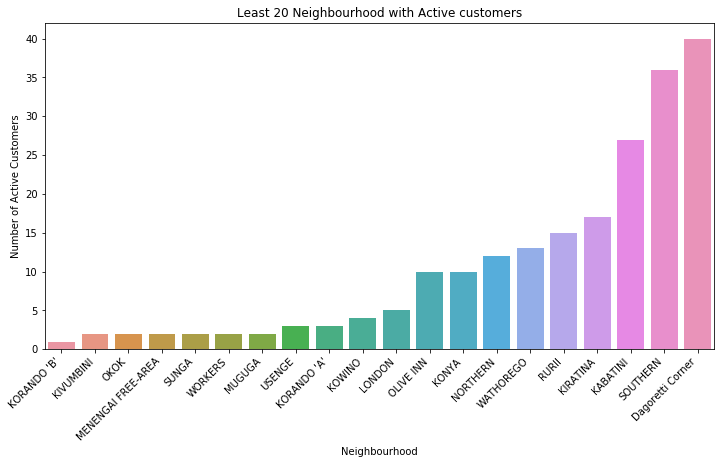 Least 20 Neighbourhood with Active customers
Number of Active Customers
40
35
30
25
20
15
10
5
0
KORANDO 'B'
KIVUMBINI
OKOK
MENENGAI FREE-AREA
SUNGA
WORKERS
MUGUGA
USENGE
KORANDO 'A'
KOWINO
LONDON
OLIVE INN
KONYA
NORTHERN
WATHOREGO
RURII
KIRATINA
KABATINI
SOUTHERN
Dagoretti Corner
Neighbourhood